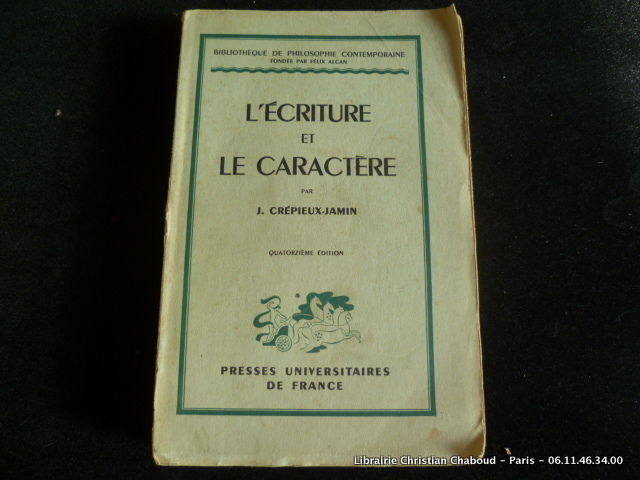 BIBLIOTHÈQUE DE PHILOSOPHIE CONTEMPORAINE
FONDÉE PAR FÉLIX ALCAN
L'ÉCRITURE
ET
LE CARACTÈRE
PAR
J. CRÉPIEUX-JAMIN
QUATORZIÈME ÉDITION
PRESSES UNIVERSITAIRES
DE FRANCE
Librairie Christian Chaboud - Paris - 06.11.46.34.00